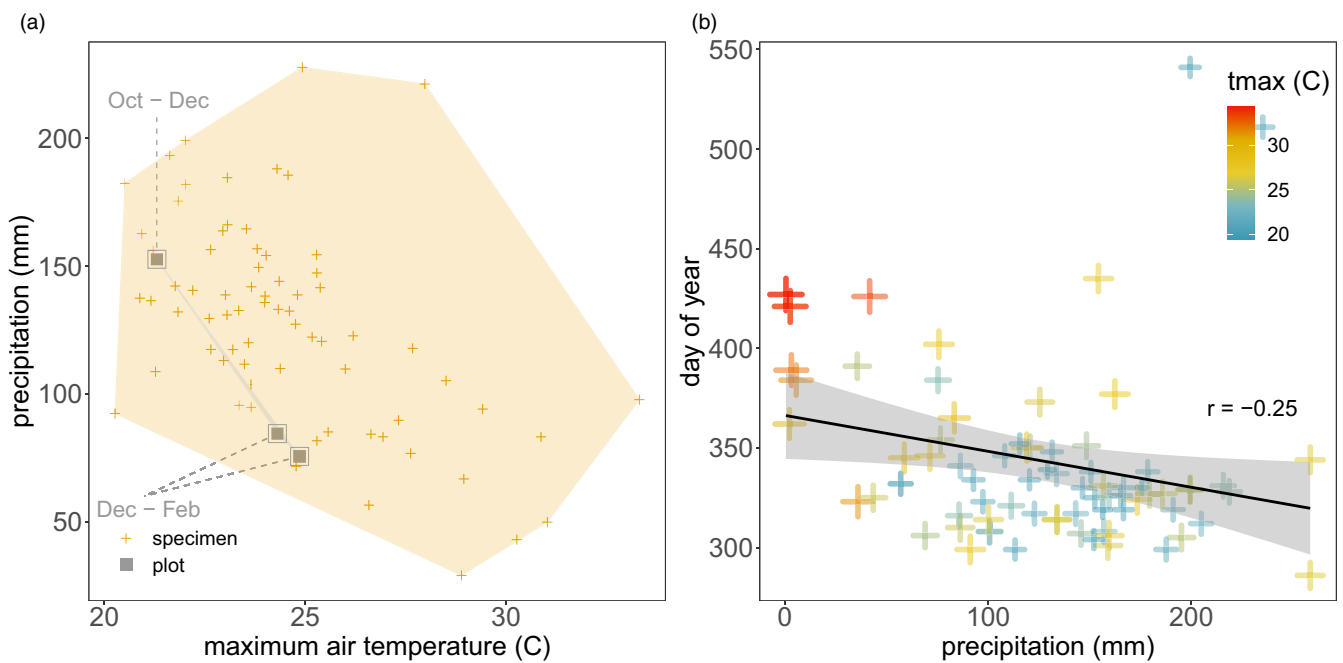 (a)
Oct − Dec
200
150
100
50
precipitation (mm)
Dec − Feb
specimen
plot
20
25
30
maximum air temperature (C)
(b)
550
500
450
400
350
300
day of year
tmax (C)
30
25
20
r = −0.25
0
100
200
precipitation (mm)